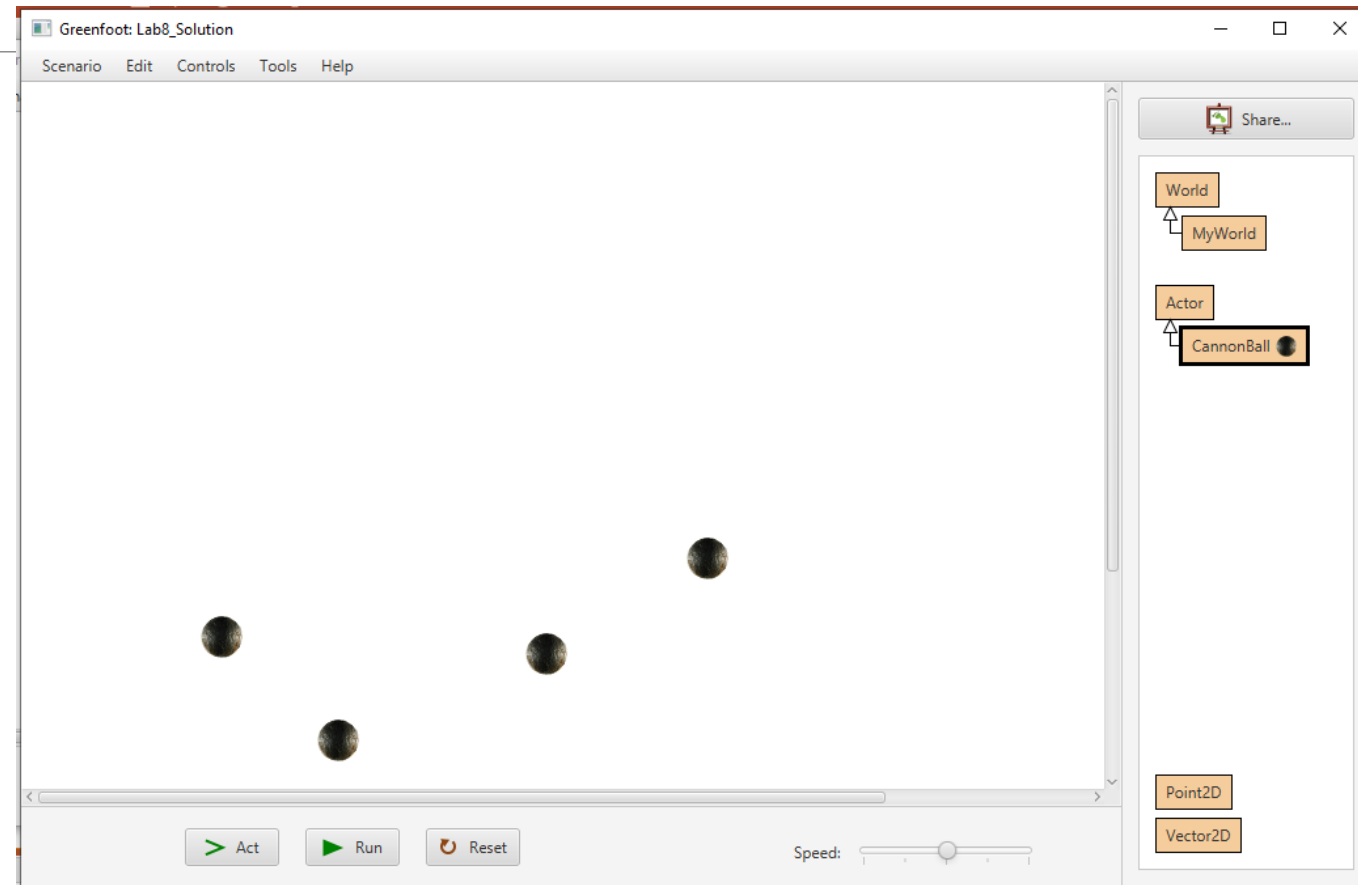 Greenfoot: Lab8_Solution
Scenario Edit Controls Tools Help
Share...
World
MyWorld
Actor
CannonBall
Point2D
Vector2D
Act Run Reset Speed: